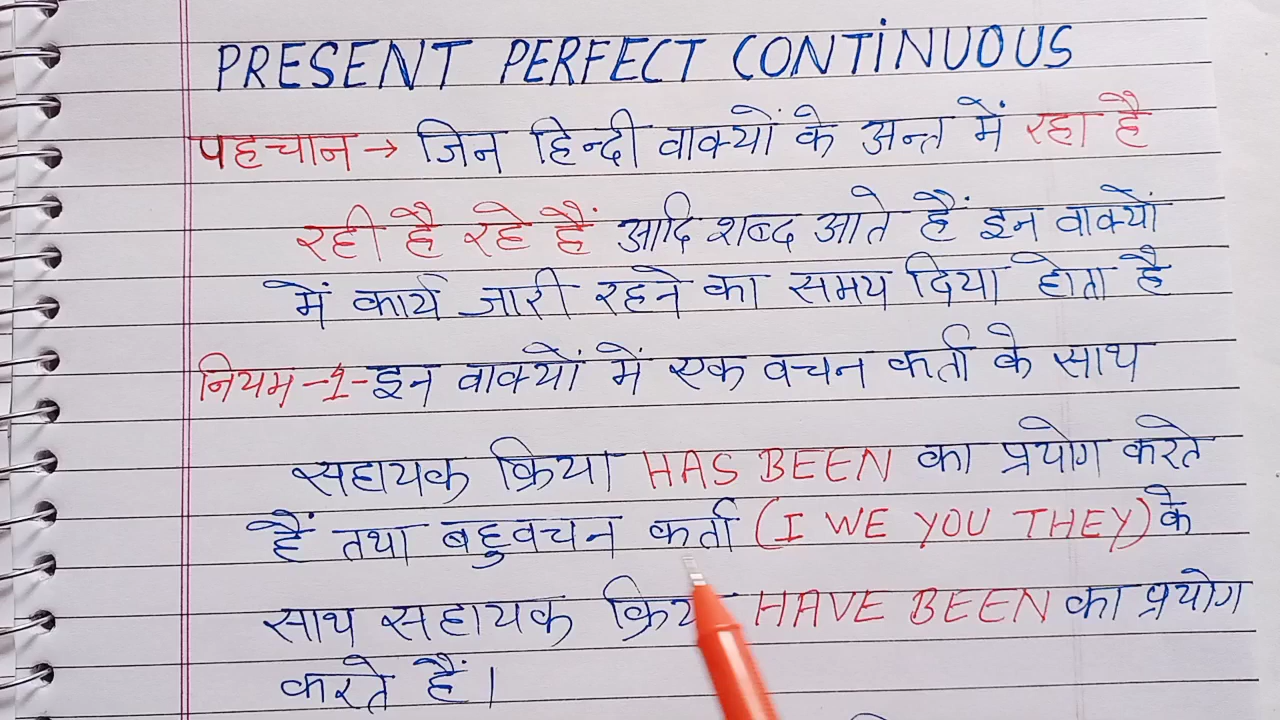 PRESENT PERFECT CONTINUOUS
पहचान → जिन हिन्दी वाक्यों के अन्त में रहा है
रही है रहे हैं आदि शब्द आते हैं इन वाक्यों
में कार्य जारी रहने का समय दिया होता है
नियम -1- इन वाक्यों में एक वचन कर्ता के साथ
सहायक क्रिया HAS BEEN का प्रयोग करते
हैं तथा बहुवचन कर्ता (I WE YOU THEY) के
साथ सहायक क्रिया HAVE BEEN का प्रयोग
करते हैं।